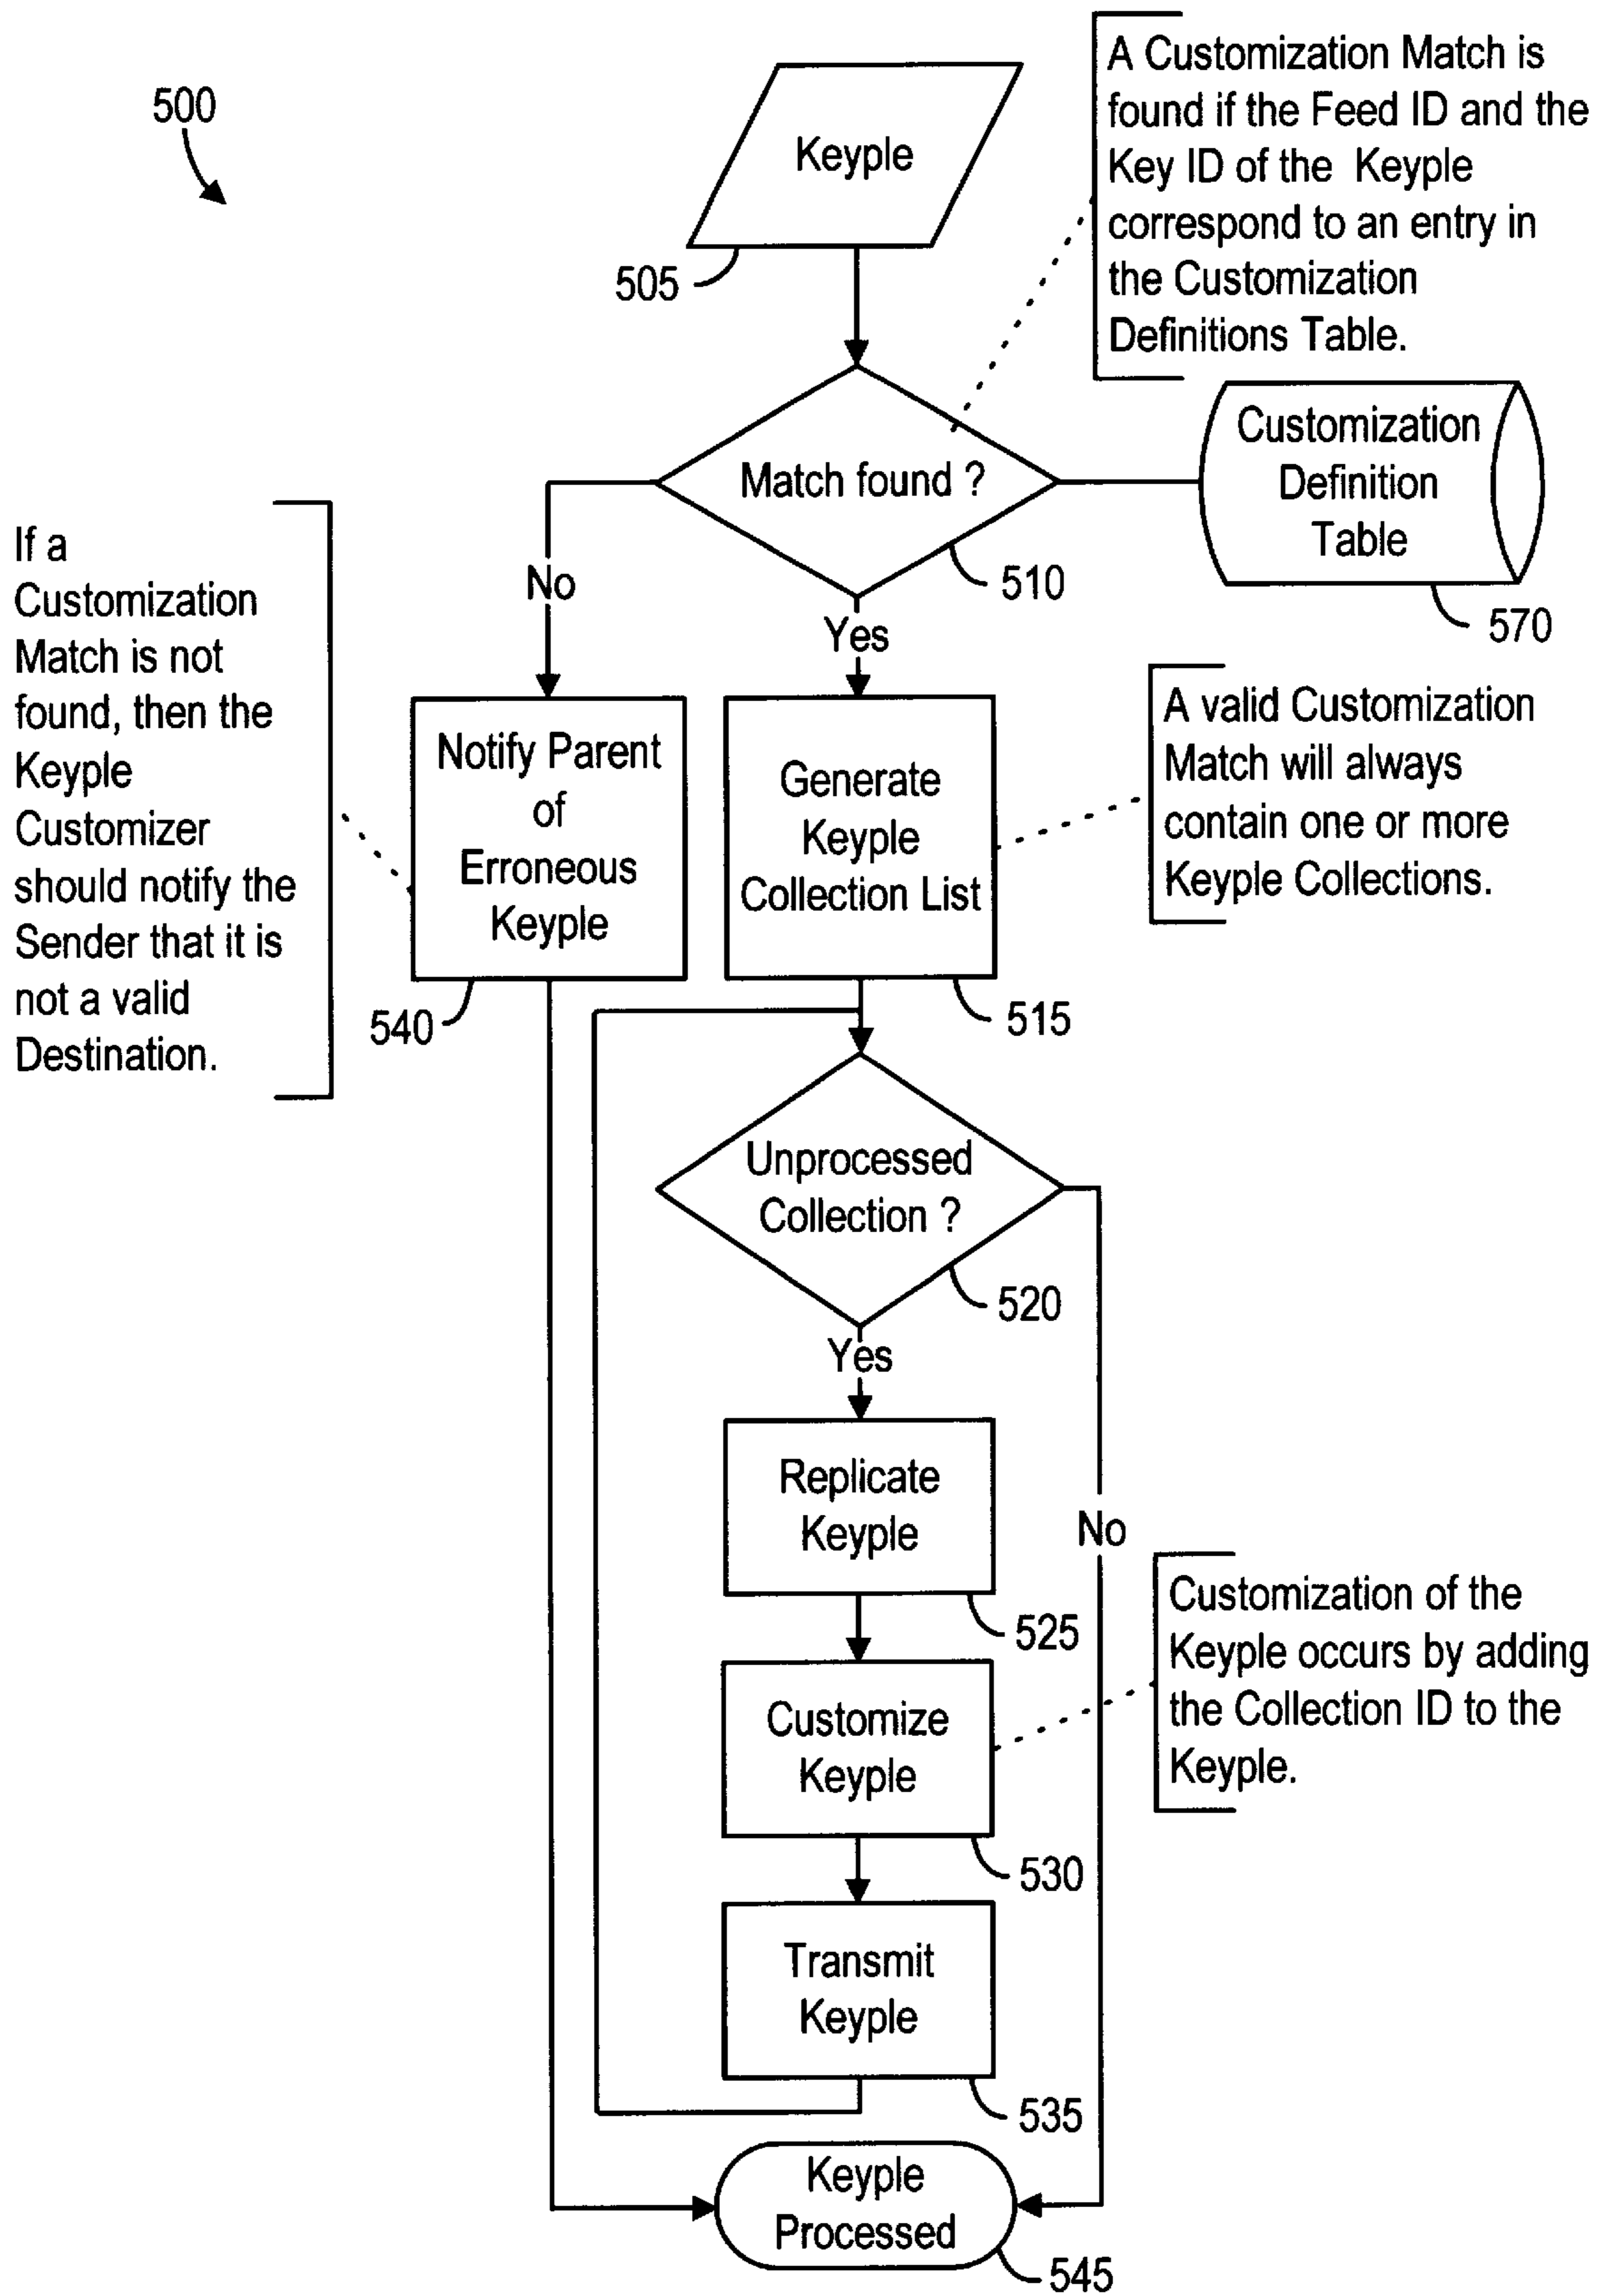 500
Keyple
505
A Customization Match is
found if the Feed ID and the
Key ID of the Keyple
correspond to an entry in
the Customization
Definitions Table.
Match found ?
510
Customization
Definition
Table
570
No
Yes
If a
Customization
Match is not
found, then the
Keyple
Customizer
should notify the
Sender that it is
not a valid
Destination.
Notify Parent
of
Erroneous
Keyple
540
Generate
Keyple
Collection List
515
A valid Customization
Match will always
contain one or more
Keyple Collections.
Unprocessed
Collection ?
520
Yes
No
Replicate
Keyple
525
Customize
Keyple
530
Customization of the
Keyple occurs by adding
the Collection ID to the
Keyple.
Transmit
Keyple
535
Keyple
Processed
545